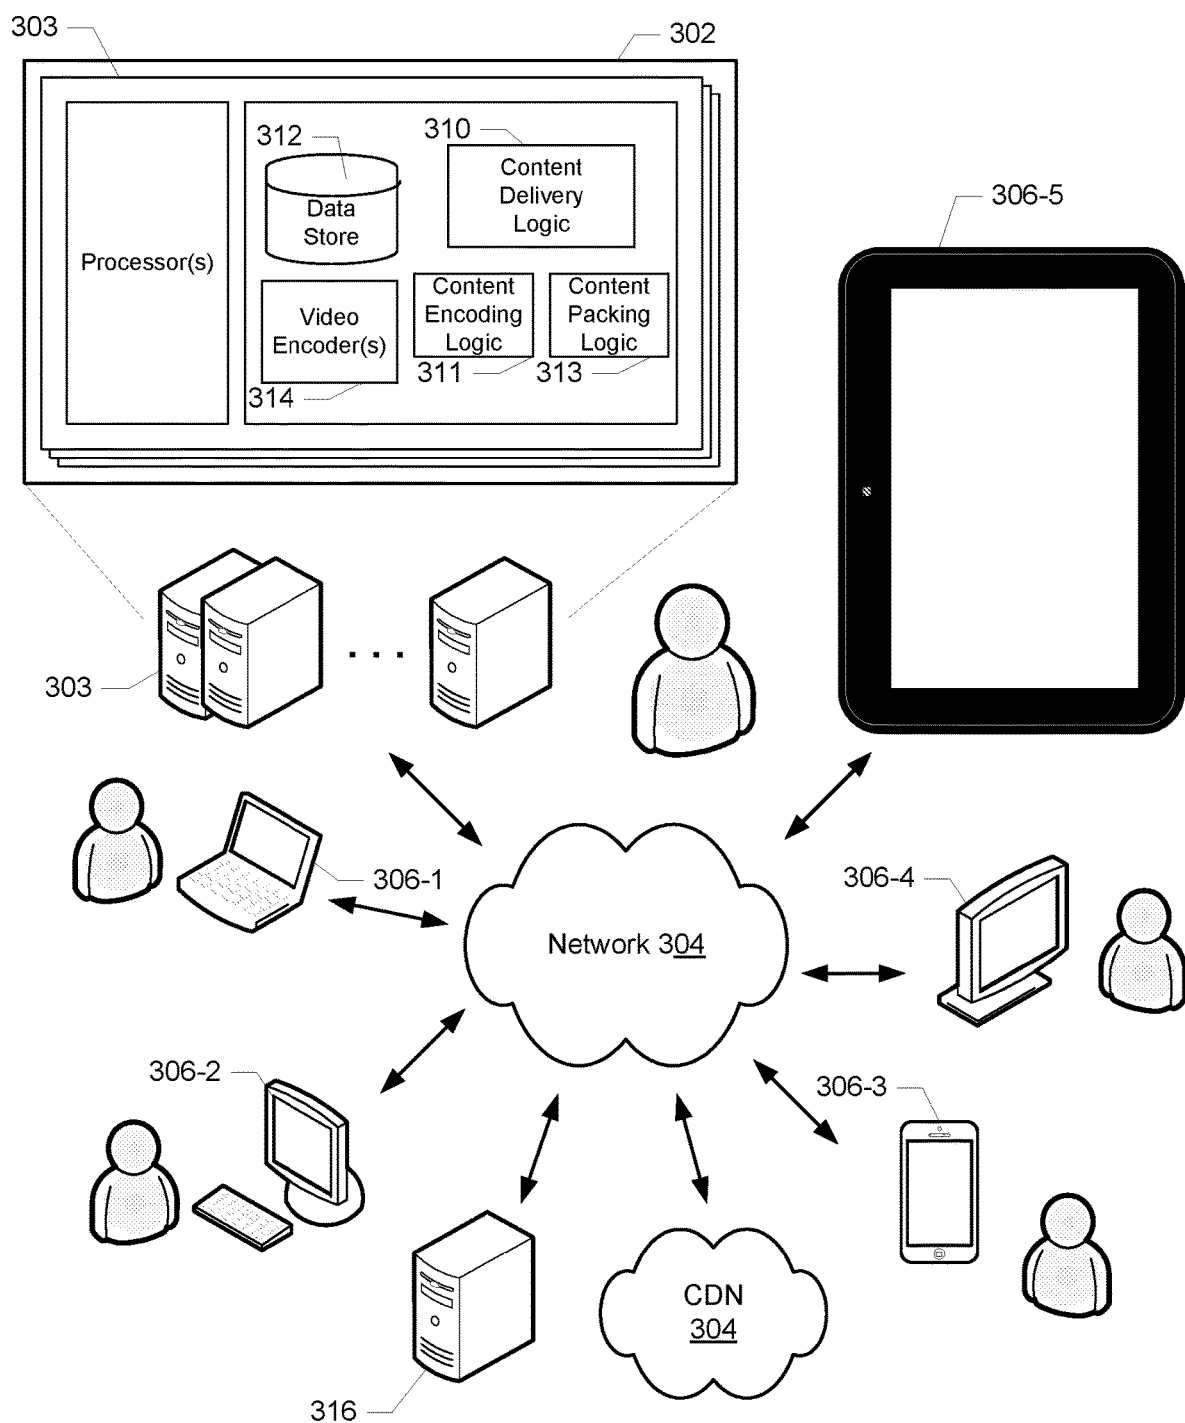 303
302
312
310
Content
Delivery
Logic
Data
Store
Processor(s)
306-5
Video
Encoder(s)
Content
Encoding
Logic
Content
Packing
Logic
314
311
313
. . .
303
306-1
306-4
Network 304
306-2
306-3
CDN
304
316